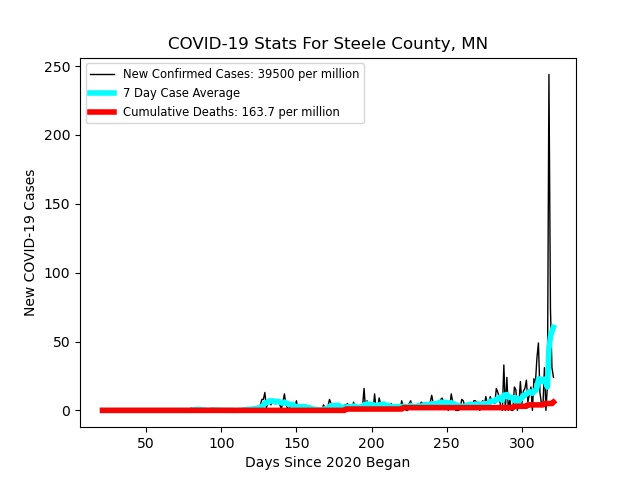 COVID-19 Stats For Steele County, MN
New Confirmed Cases: 39500 per million
7 Day Case Average
Cumulative Deaths: 163.7 per million
New COVID-19 Cases
250
200
150
100
50
0
50 100 150 200 250 300
Days Since 2020 Began